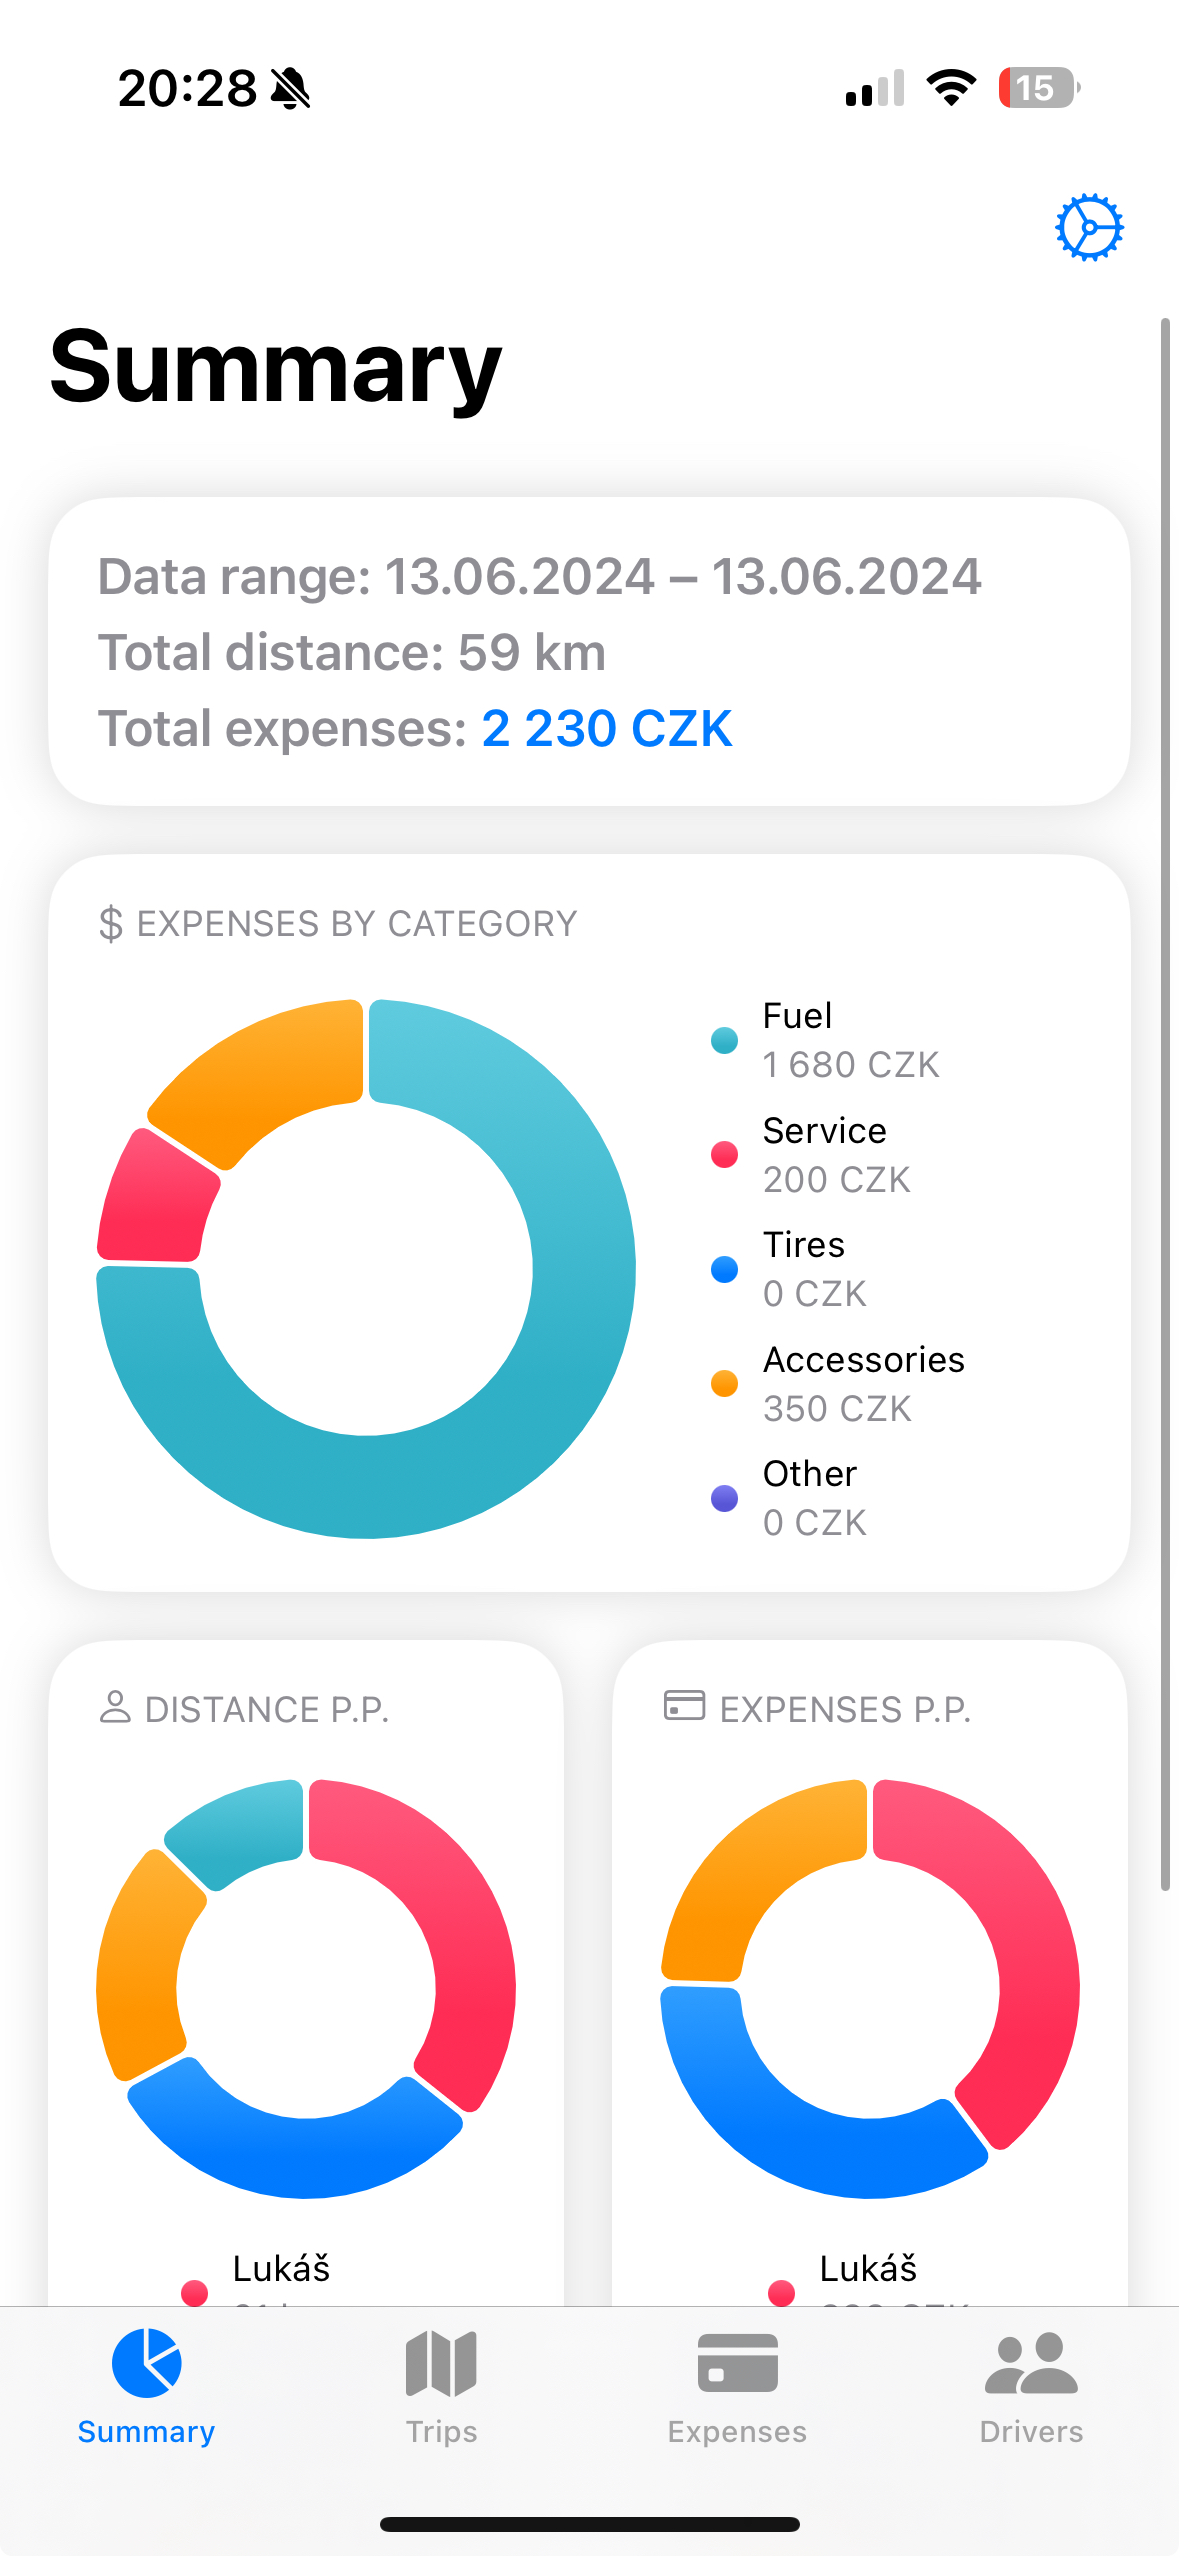 20:28
15
Summary
Data range: 13.06.2024 – 13.06.2024
Total distance: 59 km
Total expenses: 2 230 CZK
$ EXPENSES BY CATEGORY
Fuel
1 680 CZK
Service
200 CZK
Tires
0 CZK
Accessories
350 CZK
Other
0 CZK
DISTANCE P.P.
Lukáš
EXPENSES P.P.
Lukáš
Summary
Trips
Expenses
Drivers